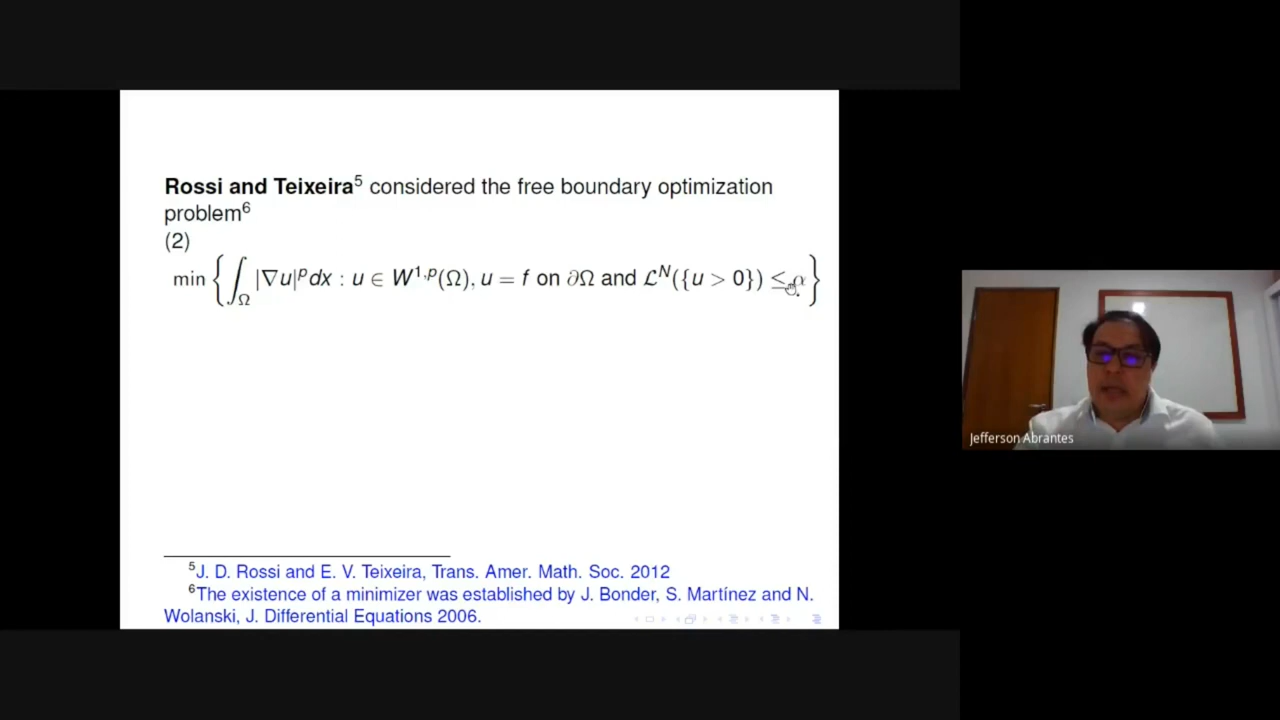 Rossi and Teixeira⁵ considered the free boundary optimization
problem⁶
(2)
min { ∫_Ω |∇u|ᵖ dx : u ∈ W¹·ᵖ(Ω), u = f on ∂Ω and ℒᴺ({u > 0}) ≤ α }
⁵J. D. Rossi and E. V. Teixeira, Trans. Amer. Math. Soc. 2012
⁶The existence of a minimizer was established by J. Bonder, S. Martínez and N.
Wolanski, J. Differential Equations 2006.
Jefferson Abrantes